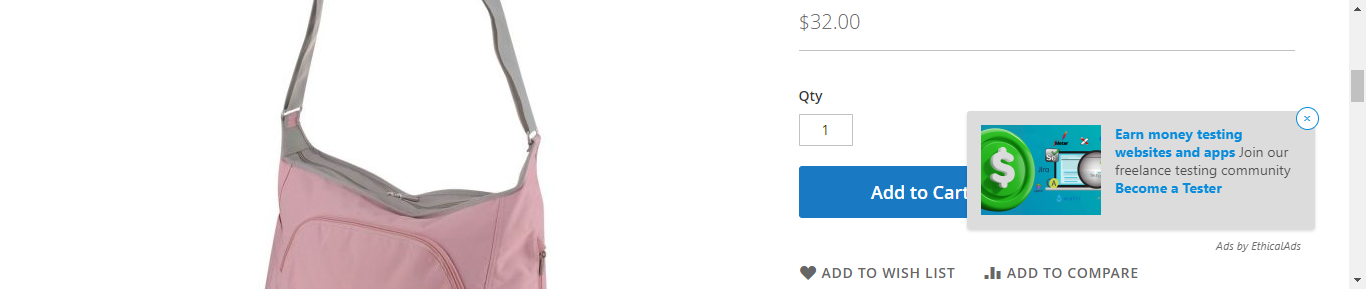 $32.00
Qty
1
Add to Cart
Earn money testing
websites and apps Join our
freelance testing community
Become a Tester
Ads by EthicalAds
ADD TO WISH LIST
ADD TO COMPARE